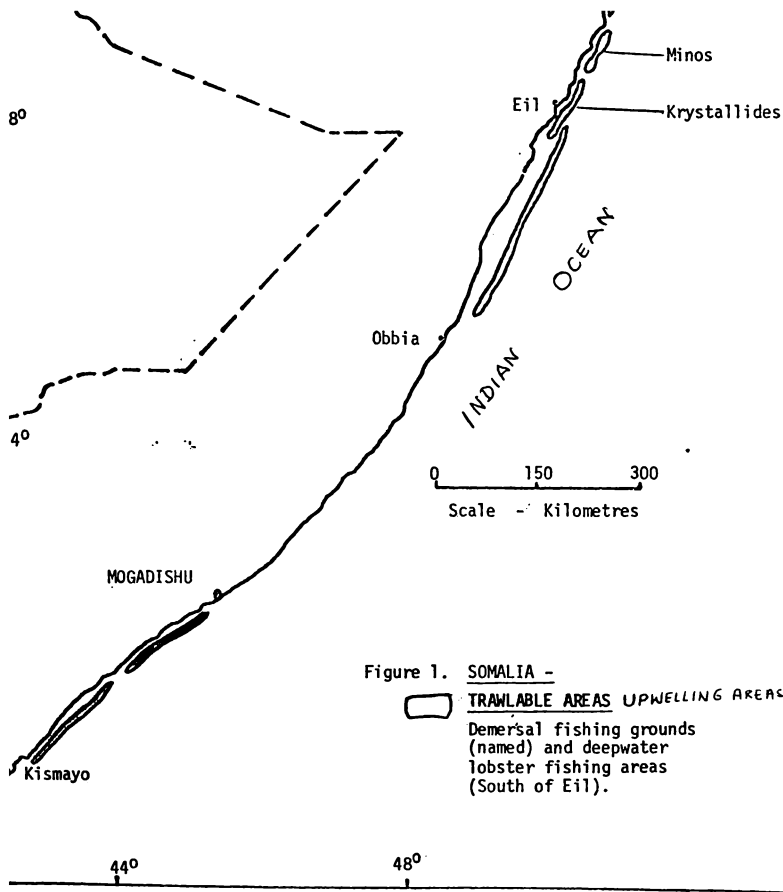 Minos
Eil
Krystallides
8°
INDIAN OCEAN
Obbia
4°
0 150 300
Scale - Kilometres
MOGADISHU
Figure 1. SOMALIA -
TRAWLABLE AREAS UPWELLING AREAS
Demersal fishing grounds
(named) and deepwater
lobster fishing areas
(South of Eil).
Kismayo
44° 48°